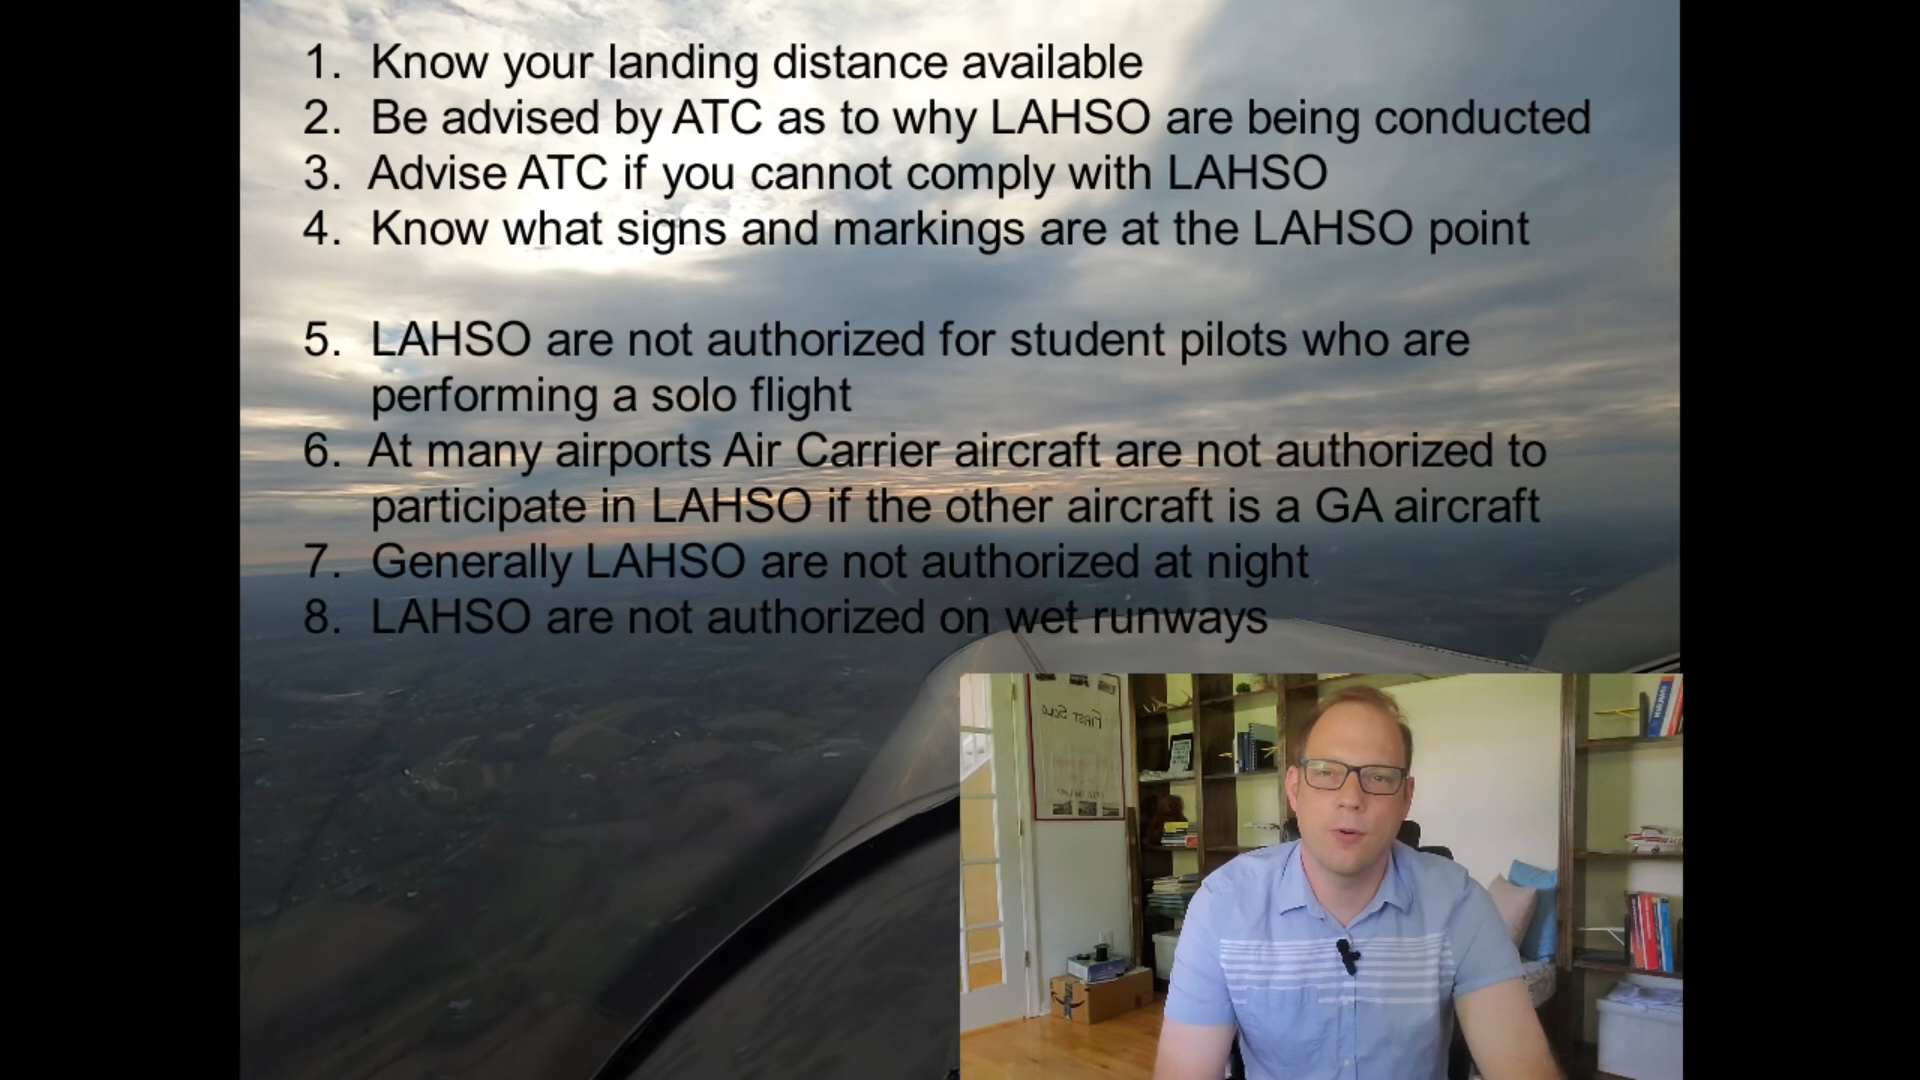 1. Know your landing distance available
2. Be advised by ATC as to why LAHSO are being conducted
3. Advise ATC if you cannot comply with LAHSO
4. Know what signs and markings are at the LAHSO point
5. LAHSO are not authorized for student pilots who are
performing a solo flight
6. At many airports Air Carrier aircraft are not authorized to
participate in LAHSO if the other aircraft is a GA aircraft
7. Generally LAHSO are not authorized at night
8. LAHSO are not authorized on wet runways
First Solo